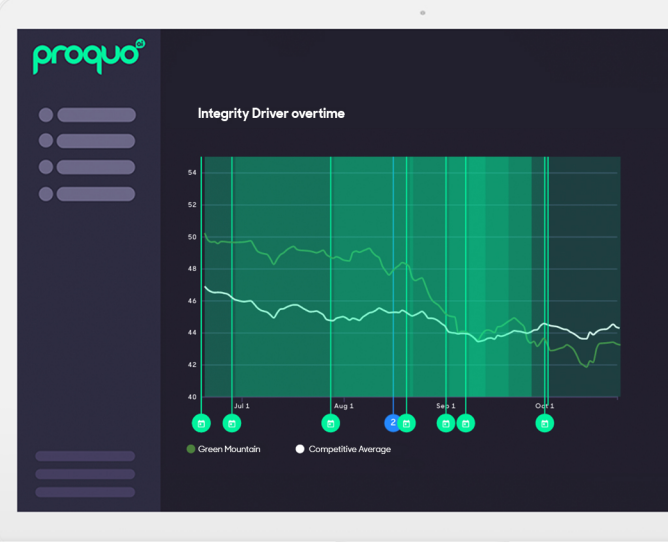 proquo ai
Integrity Driver overtime
54
52
50
48
46
44
42
40
Jul 1
Aug 1
Sep 1
Oct 1
2
Green Mountain
Competitive Average